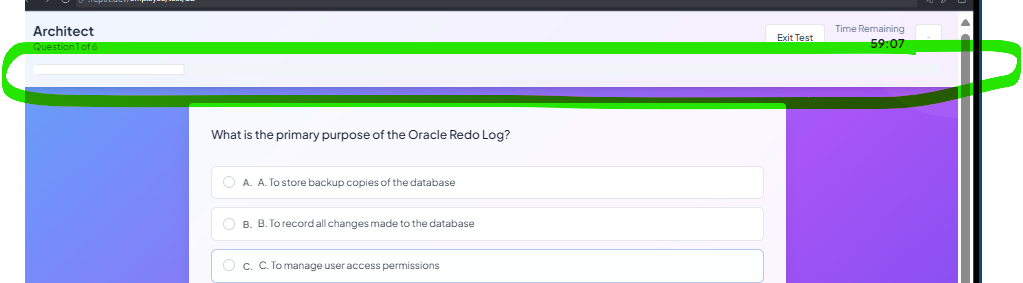 Architect
Question 1 of 6
Exit Test
Time Remaining
59:07
What is the primary purpose of the Oracle Redo Log?
A. A. To store backup copies of the database
B. B. To record all changes made to the database
C. C. To manage user access permissions